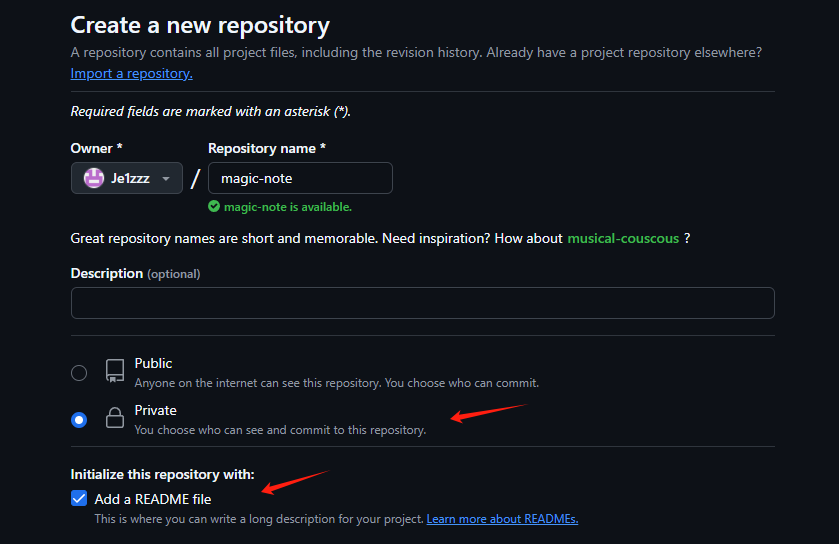 Create a new repository
A repository contains all project files, including the revision history. Already have a project repository elsewhere?
Import a repository.
Required fields are marked with an asterisk (*).
Owner * Repository name *
Je1zzz / magic-note
magic-note is available.
Great repository names are short and memorable. Need inspiration? How about musical-couscous ?
Description (optional)
Public
Anyone on the internet can see this repository. You choose who can commit.
Private
You choose who can see and commit to this repository.
Initialize this repository with:
Add a README file
This is where you can write a long description for your project. Learn more about READMEs.